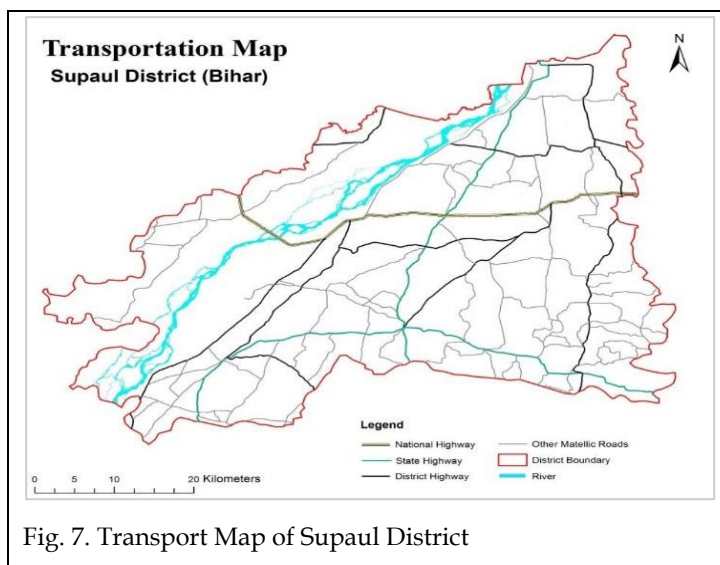 Transportation Map
Supaul District (Bihar)
N
Legend
National Highway
Other Matellic Roads
State Highway
District Boundary
District Highway
River
0 5 10 20 Kilometers
Fig. 7. Transport Map of Supaul District